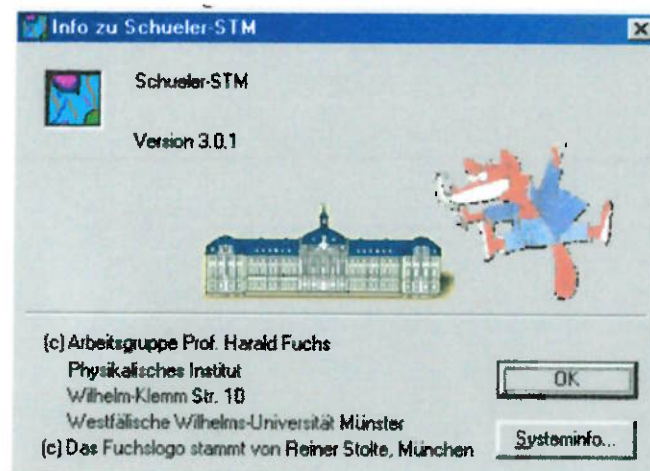 Info zu Schueler-STM
Schueler-STM
Version 3.0.1
(c) Arbeitsgruppe Prof. Harald Fuchs
Physikalisches Institut
Wilhelm-Klemm Str. 10
Westfälische Wilhelms-Universität Münster
(c) Das Fuchslogo stammt von Reiner Stolte, München
OK
Systeminfo...